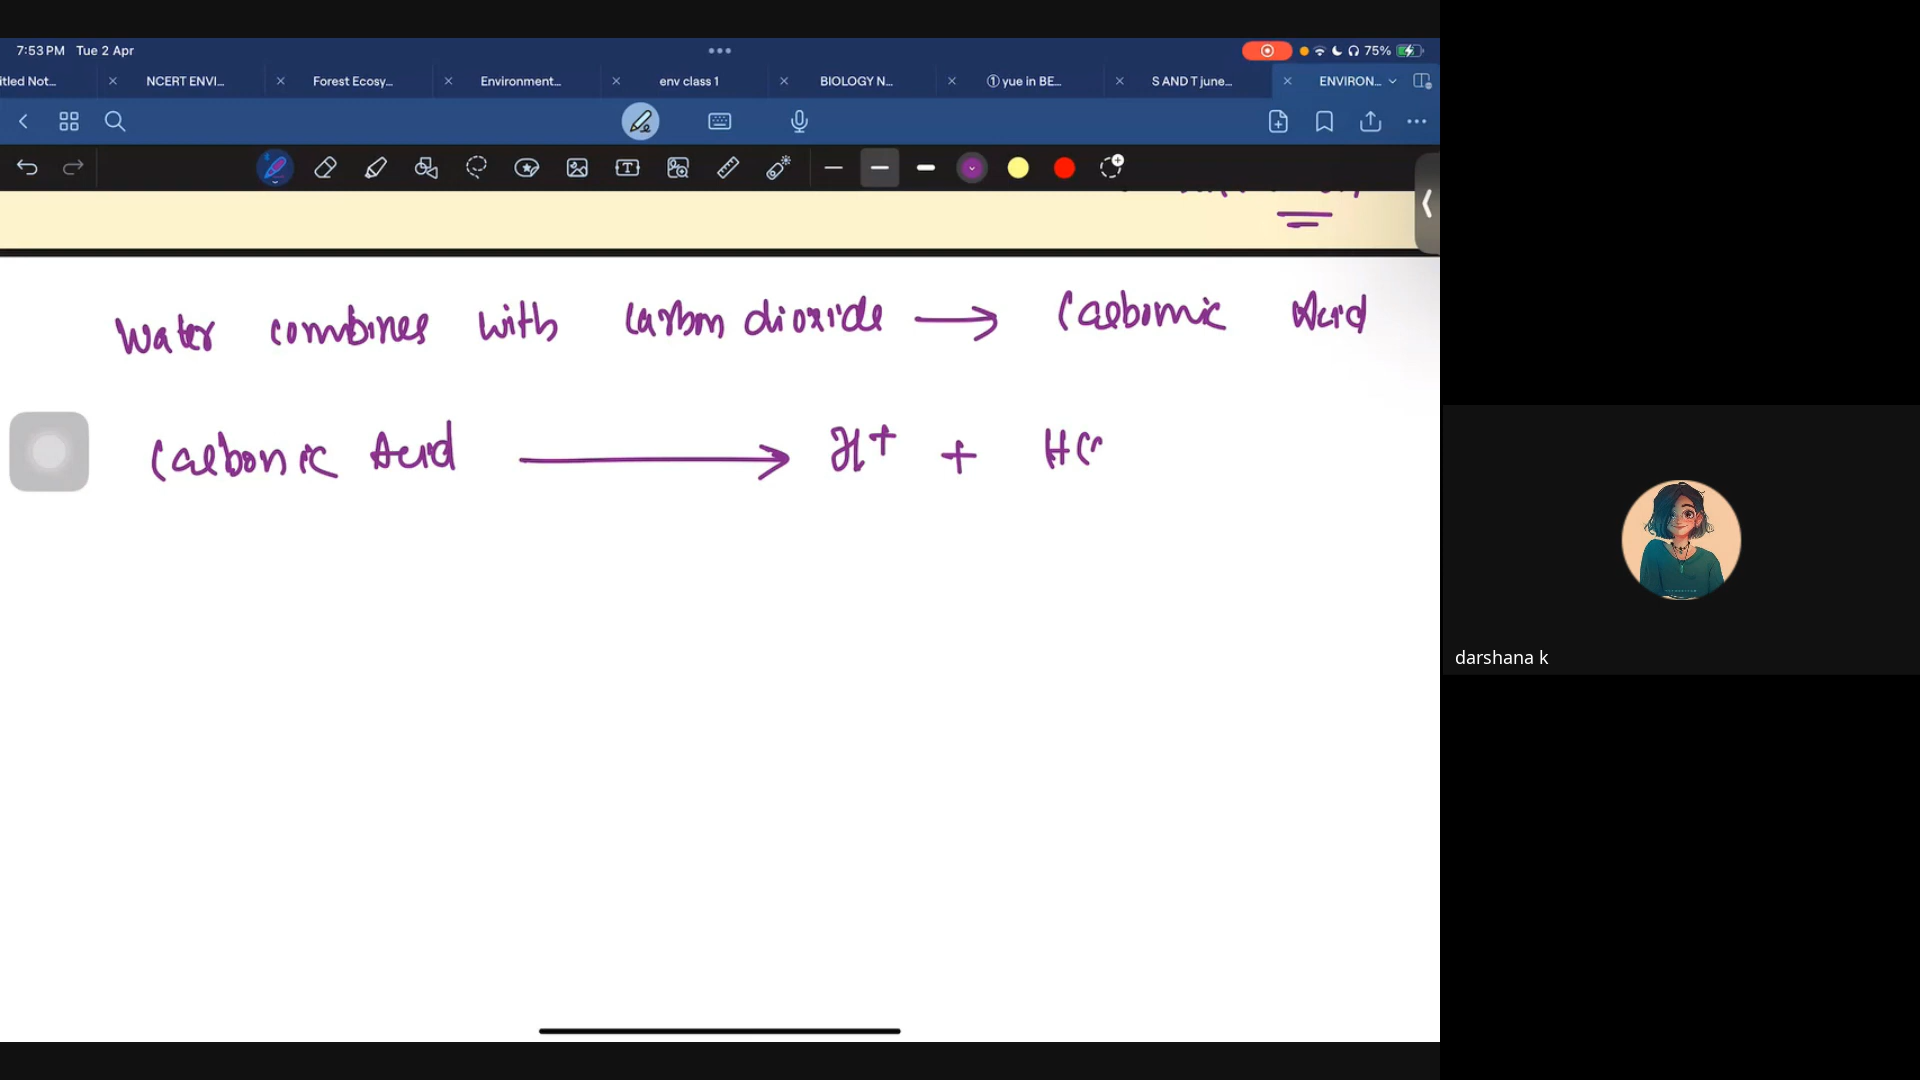 7:53 PM Tue 2 Apr
75%
itled Not...
NCERT ENVI...
Forest Ecosy...
Environment...
env class 1
BIOLOGY N...
① yue in BE...
S AND T june...
ENVIRON...
Water combines with Carbon dioxide → Carbonic Acid
Carbonic Acid → H+ + HC
darshana k